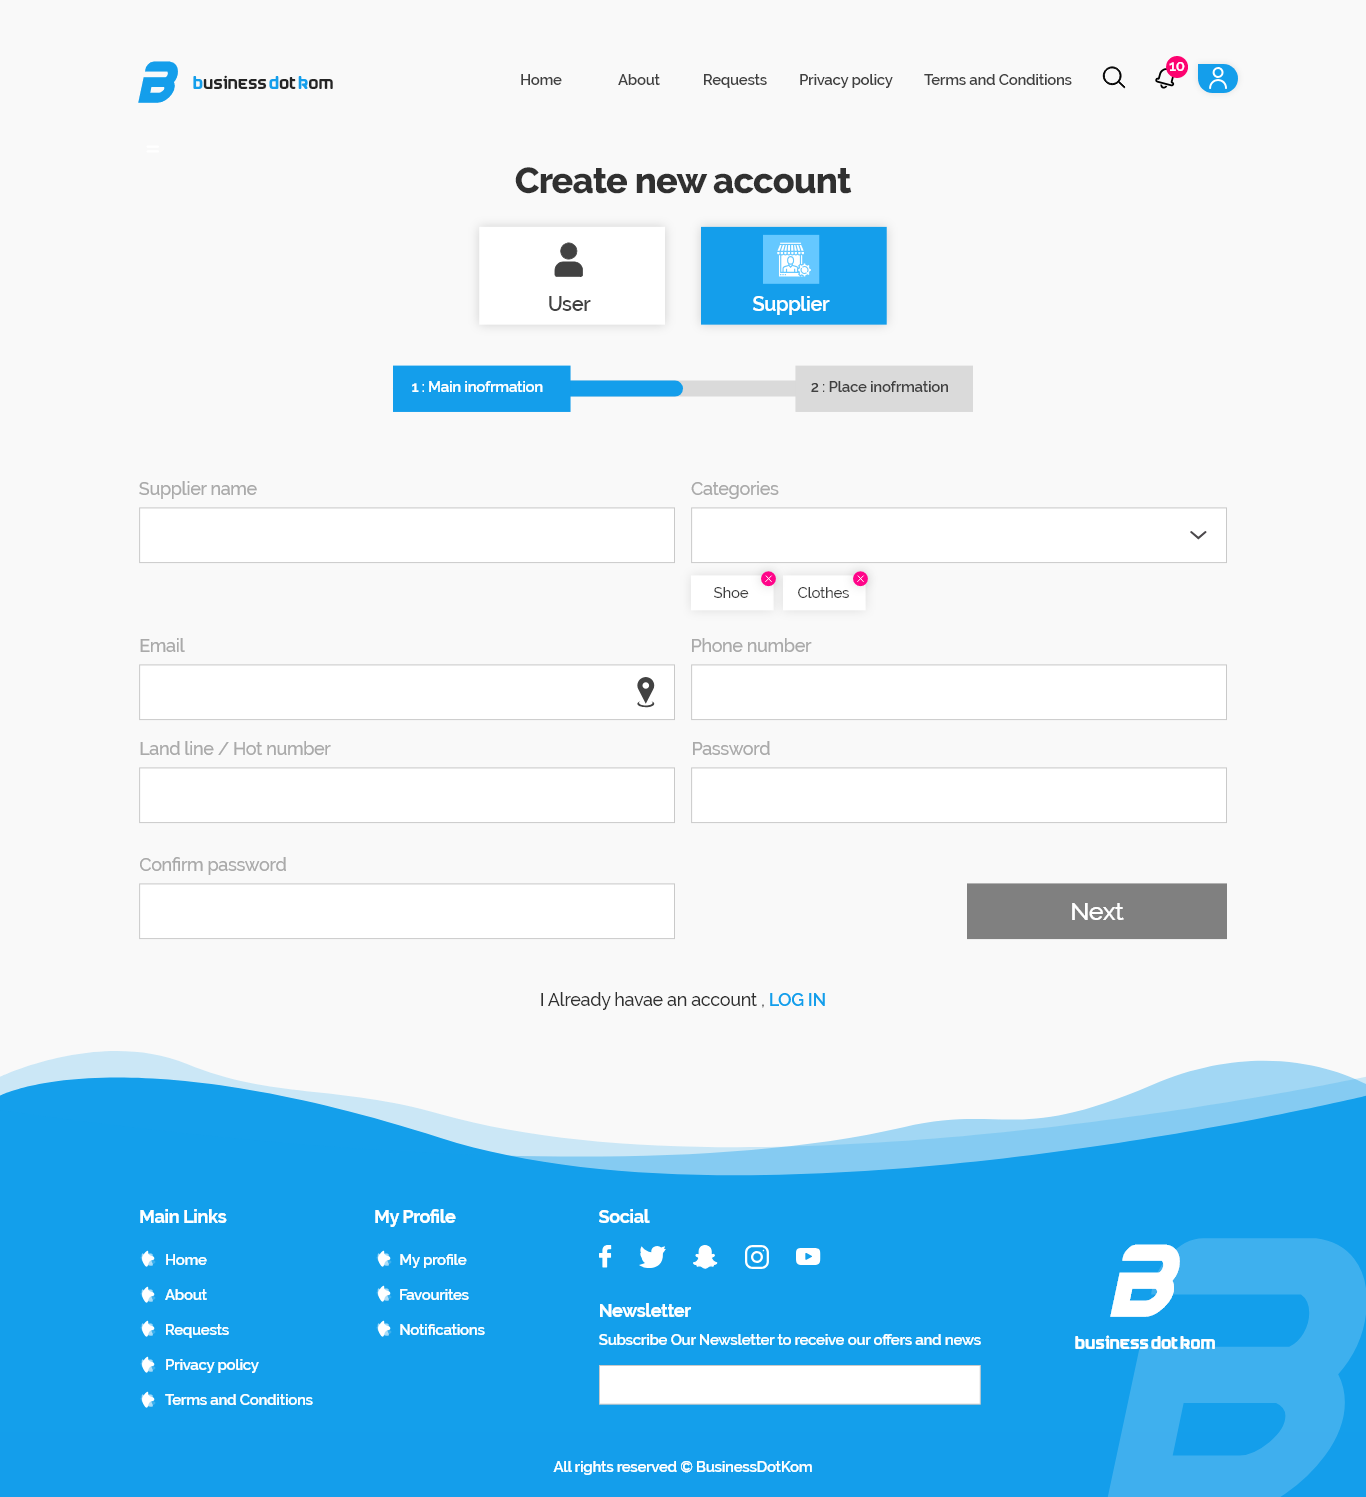 business dot kom
Home About Requests Privacy policy Terms and Conditions 10
Create new account
User Supplier
1 : Main inofrmation 2 : Place inofrmation
Supplier name Categories
Shoe Clothes
Email Phone number
Land line / Hot number Password
Confirm password
Next
I Already havae an account , LOG IN
Main Links My Profile Social
Home My profile
About Favourites
Requests Notifications
Privacy policy
Terms and Conditions
Newsletter
Subscribe Our Newsletter to receive our offers and news
business dot kom
All rights reserved © BusinessDotKom